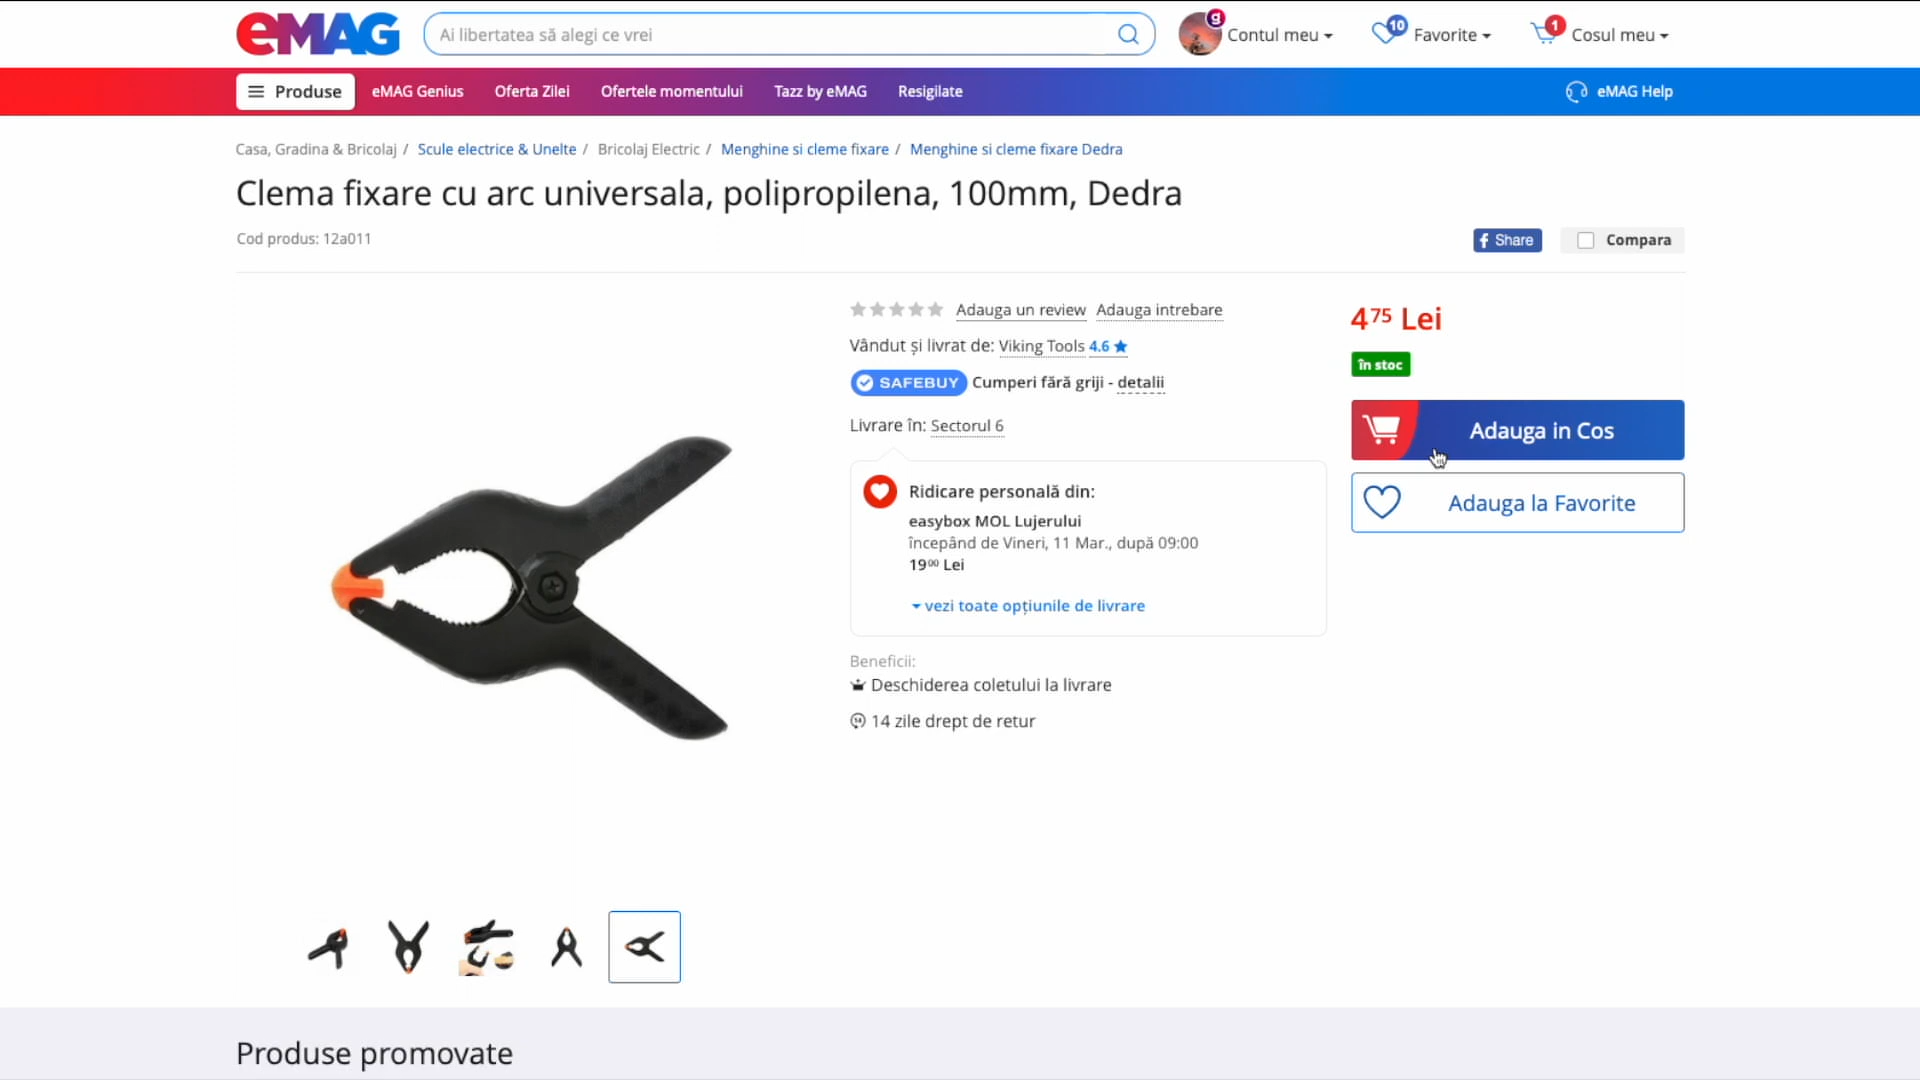 eMAG
Ai libertatea să alegi ce vrei
g
Contul meu
10
Favorite
1
Cosul meu
Produse
eMAG Genius
Oferta Zilei
Ofertele momentului
Tazz by eMAG
Resigilate
eMAG Help
Casa, Gradina & Bricolaj / Scule electrice & Unelte / Bricolaj Electric / Menghine si cleme fixare / Menghine si cleme fixare Dedra
Clema fixare cu arc universala, polipropilena, 100mm, Dedra
Cod produs: 12a011
f Share
Compara
Adauga un review Adauga intrebare
Vândut și livrat de: Viking Tools 4.6
SAFEBUY Cumperi fără griji - detalii
Livrare în: Sectorul 6
Ridicare personală din:
easybox MOL Lujerului
începând de Vineri, 11 Mar., după 09:00
19⁰⁰ Lei
vezi toate opțiunile de livrare
Beneficii:
Deschiderea coletului la livrare
14 zile drept de retur
4⁷⁵ Lei
în stoc
Adauga in Cos
Adauga la Favorite
Produse promovate